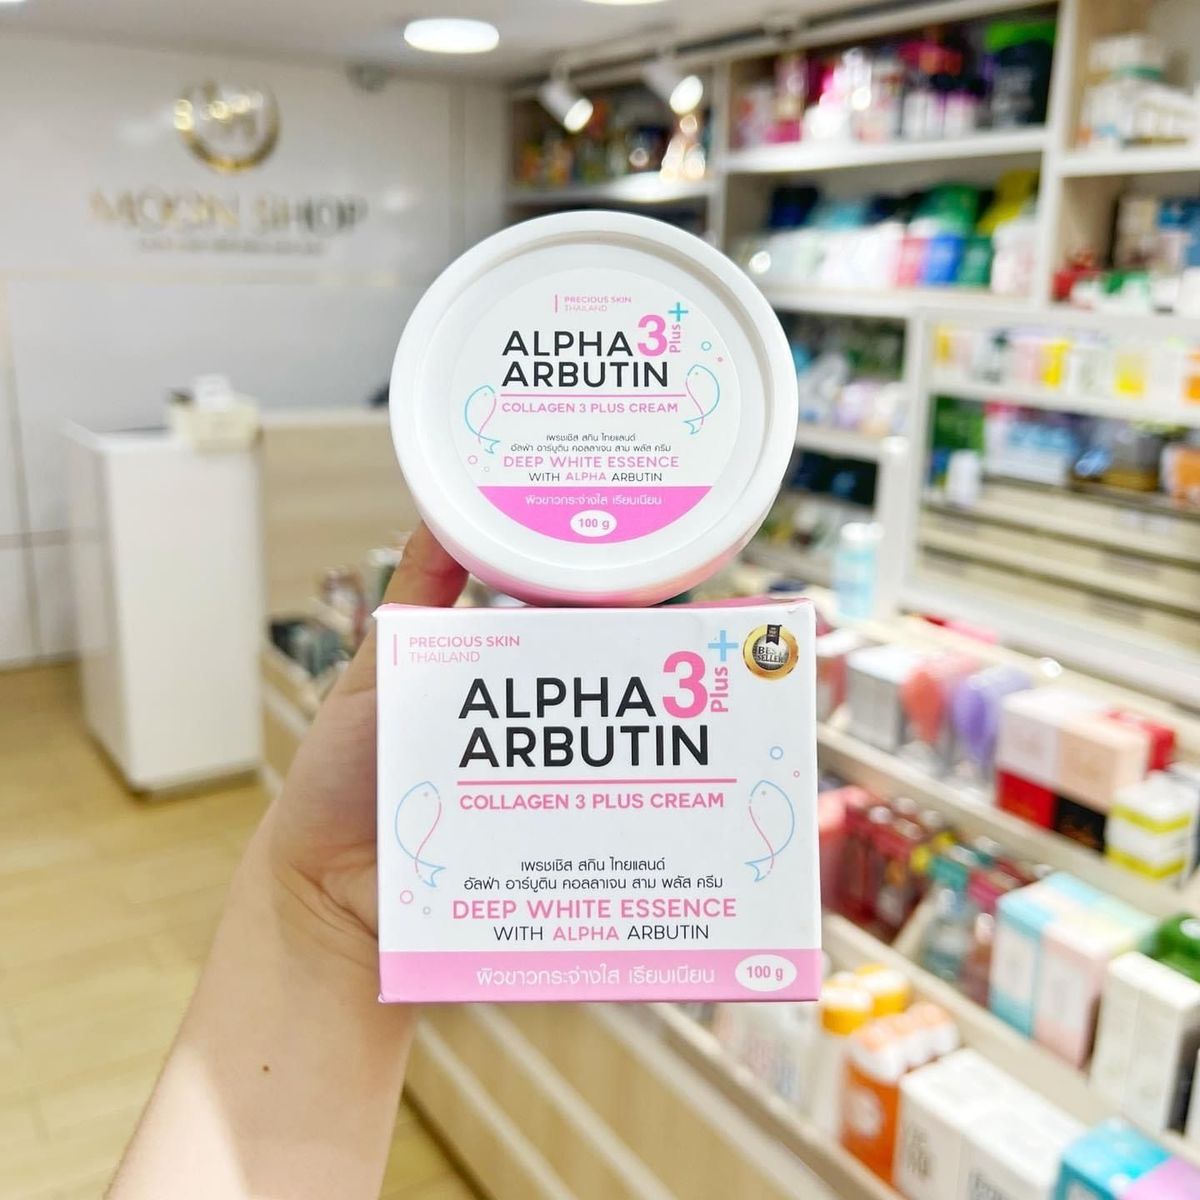 MOON SHOP
PRECIOUS SKIN
THAILAND
ALPHA 3 Plus+
ARBUTIN
COLLAGEN 3 PLUS CREAM
เพรชเชิส สกิน ไทยแลนด์
อัลฟ่า อาร์บูติน คอลลาเจน สาม พลัส ครีม
DEEP WHITE ESSENCE
WITH ALPHA ARBUTIN
ผิวขาวกระจ่างใส เรียบเนียน
100 g
PRECIOUS SKIN
THAILAND
BEST
SELLER
ALPHA 3 Plus+
ARBUTIN
COLLAGEN 3 PLUS CREAM
เพรชเชิส สกิน ไทยแลนด์
อัลฟ่า อาร์บูติน คอลลาเจน สาม พลัส ครีม
DEEP WHITE ESSENCE
WITH ALPHA ARBUTIN
ผิวขาวกระจ่างใส เรียบเนียน 100 g